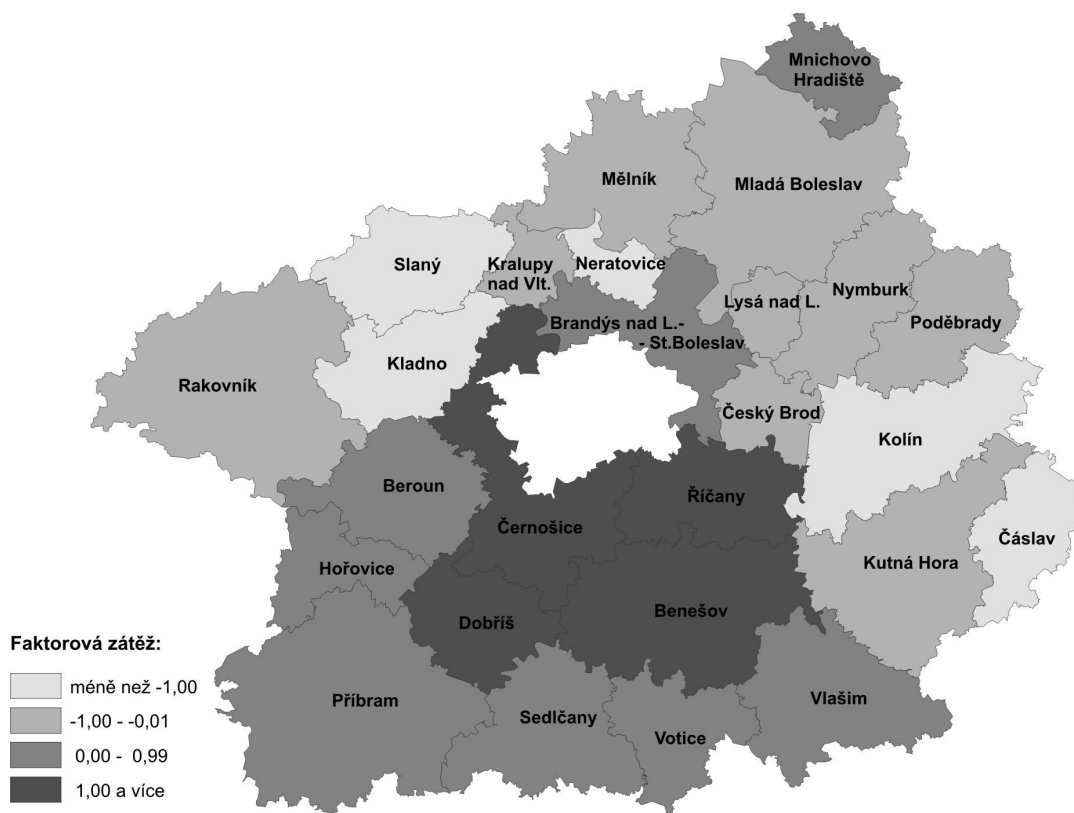 Mnichovo
Hradiště
Mělník
Mladá Boleslav
Slaný
Kralupy
nad Vlt.
Neratovice
Lysá nad L.
Nymburk
Poděbrady
Brandýs nad L.-
- St.Boleslav
Rakovník
Kladno
Český Brod
Kolín
Beroun
Říčany
Černošice
Čáslav
Kutná Hora
Hořovice
Dobříš
Benešov
Příbram
Sedlčany
Votice
Vlašim
Faktorová zátěž:
méně než -1,00
-1,00 - -0,01
0,00 - 0,99
1,00 a více